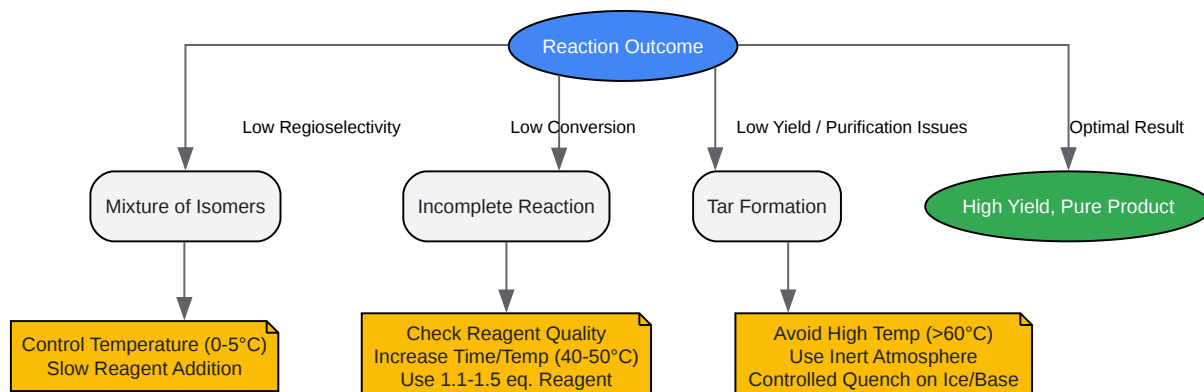 Reaction Outcome
Low Regioselectivity
Low Conversion
Low Yield / Purification Issues
Optimal Result
Mixture of Isomers
Incomplete Reaction
Tar Formation
High Yield, Pure Product
Control Temperature (0-5°C)
Slow Reagent Addition
Check Reagent Quality
Increase Time/Temp (40-50°C)
Use 1.1-1.5 eq. Reagent
Avoid High Temp (>60°C)
Use Inert Atmosphere
Controlled Quench on Ice/Base